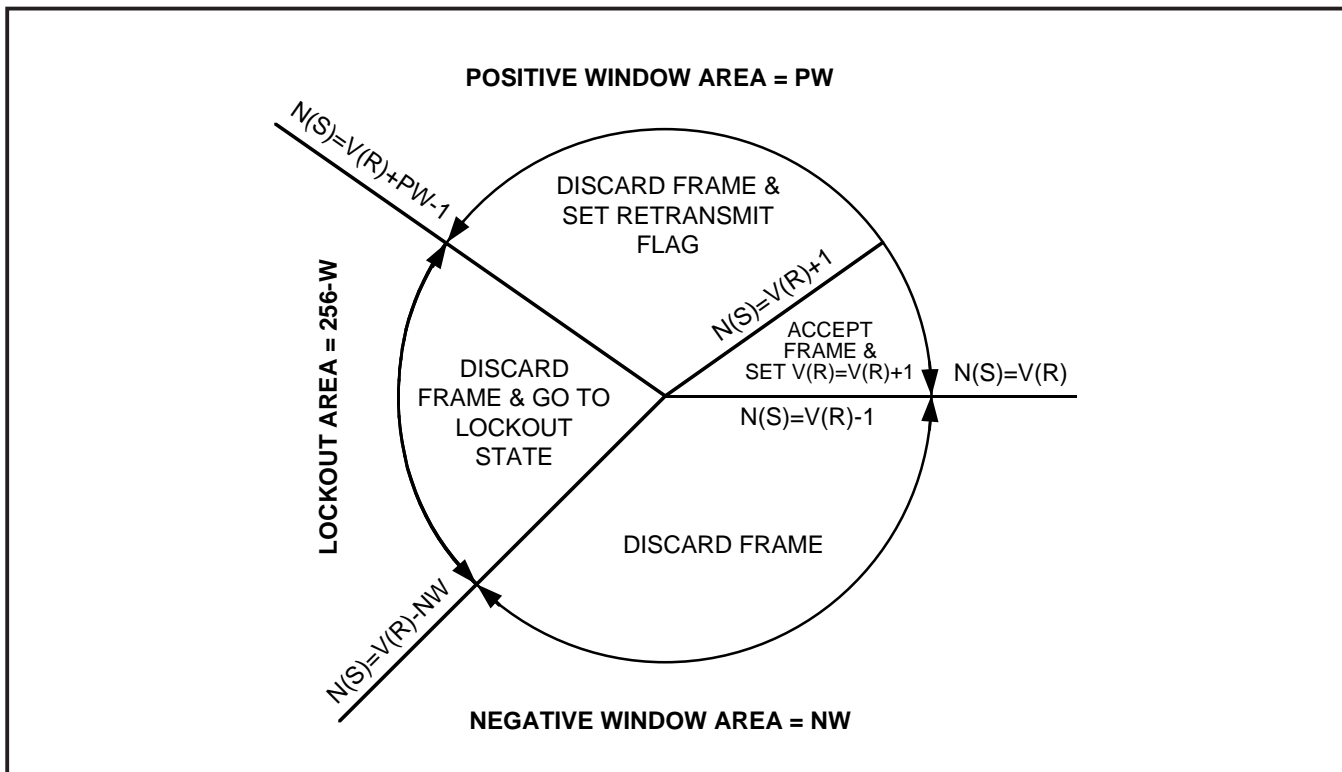 POSITIVE WINDOW AREA = PW
N(S)=V(R)+PW-1
DISCARD FRAME &
SET RETRANSMIT
FLAG
N(S)=V(R)+1
ACCEPT
FRAME &
SET V(R)=V(R)+1
N(S)=V(R)
N(S)=V(R)-1
LOCKOUT AREA = 256-W
DISCARD
FRAME & GO TO
LOCKOUT
STATE
DISCARD FRAME
N(S)=V(R)-NW
NEGATIVE WINDOW AREA = NW